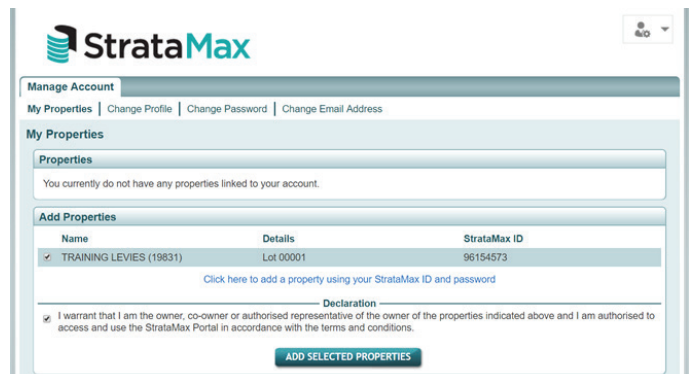 StrataMax
Manage Account
My Properties | Change Profile | Change Password | Change Email Address
My Properties
Properties
You currently do not have any properties linked to your account.
Add Properties
Name Details StrataMax ID
TRAINING LEVIES (19831) Lot 00001 96154573
Click here to add a property using your StrataMax ID and password
Declaration
I warrant that I am the owner, co-owner or authorised representative of the owner of the properties indicated above and I am authorised to
access and use the StrataMax Portal in accordance with the terms and conditions.
ADD SELECTED PROPERTIES